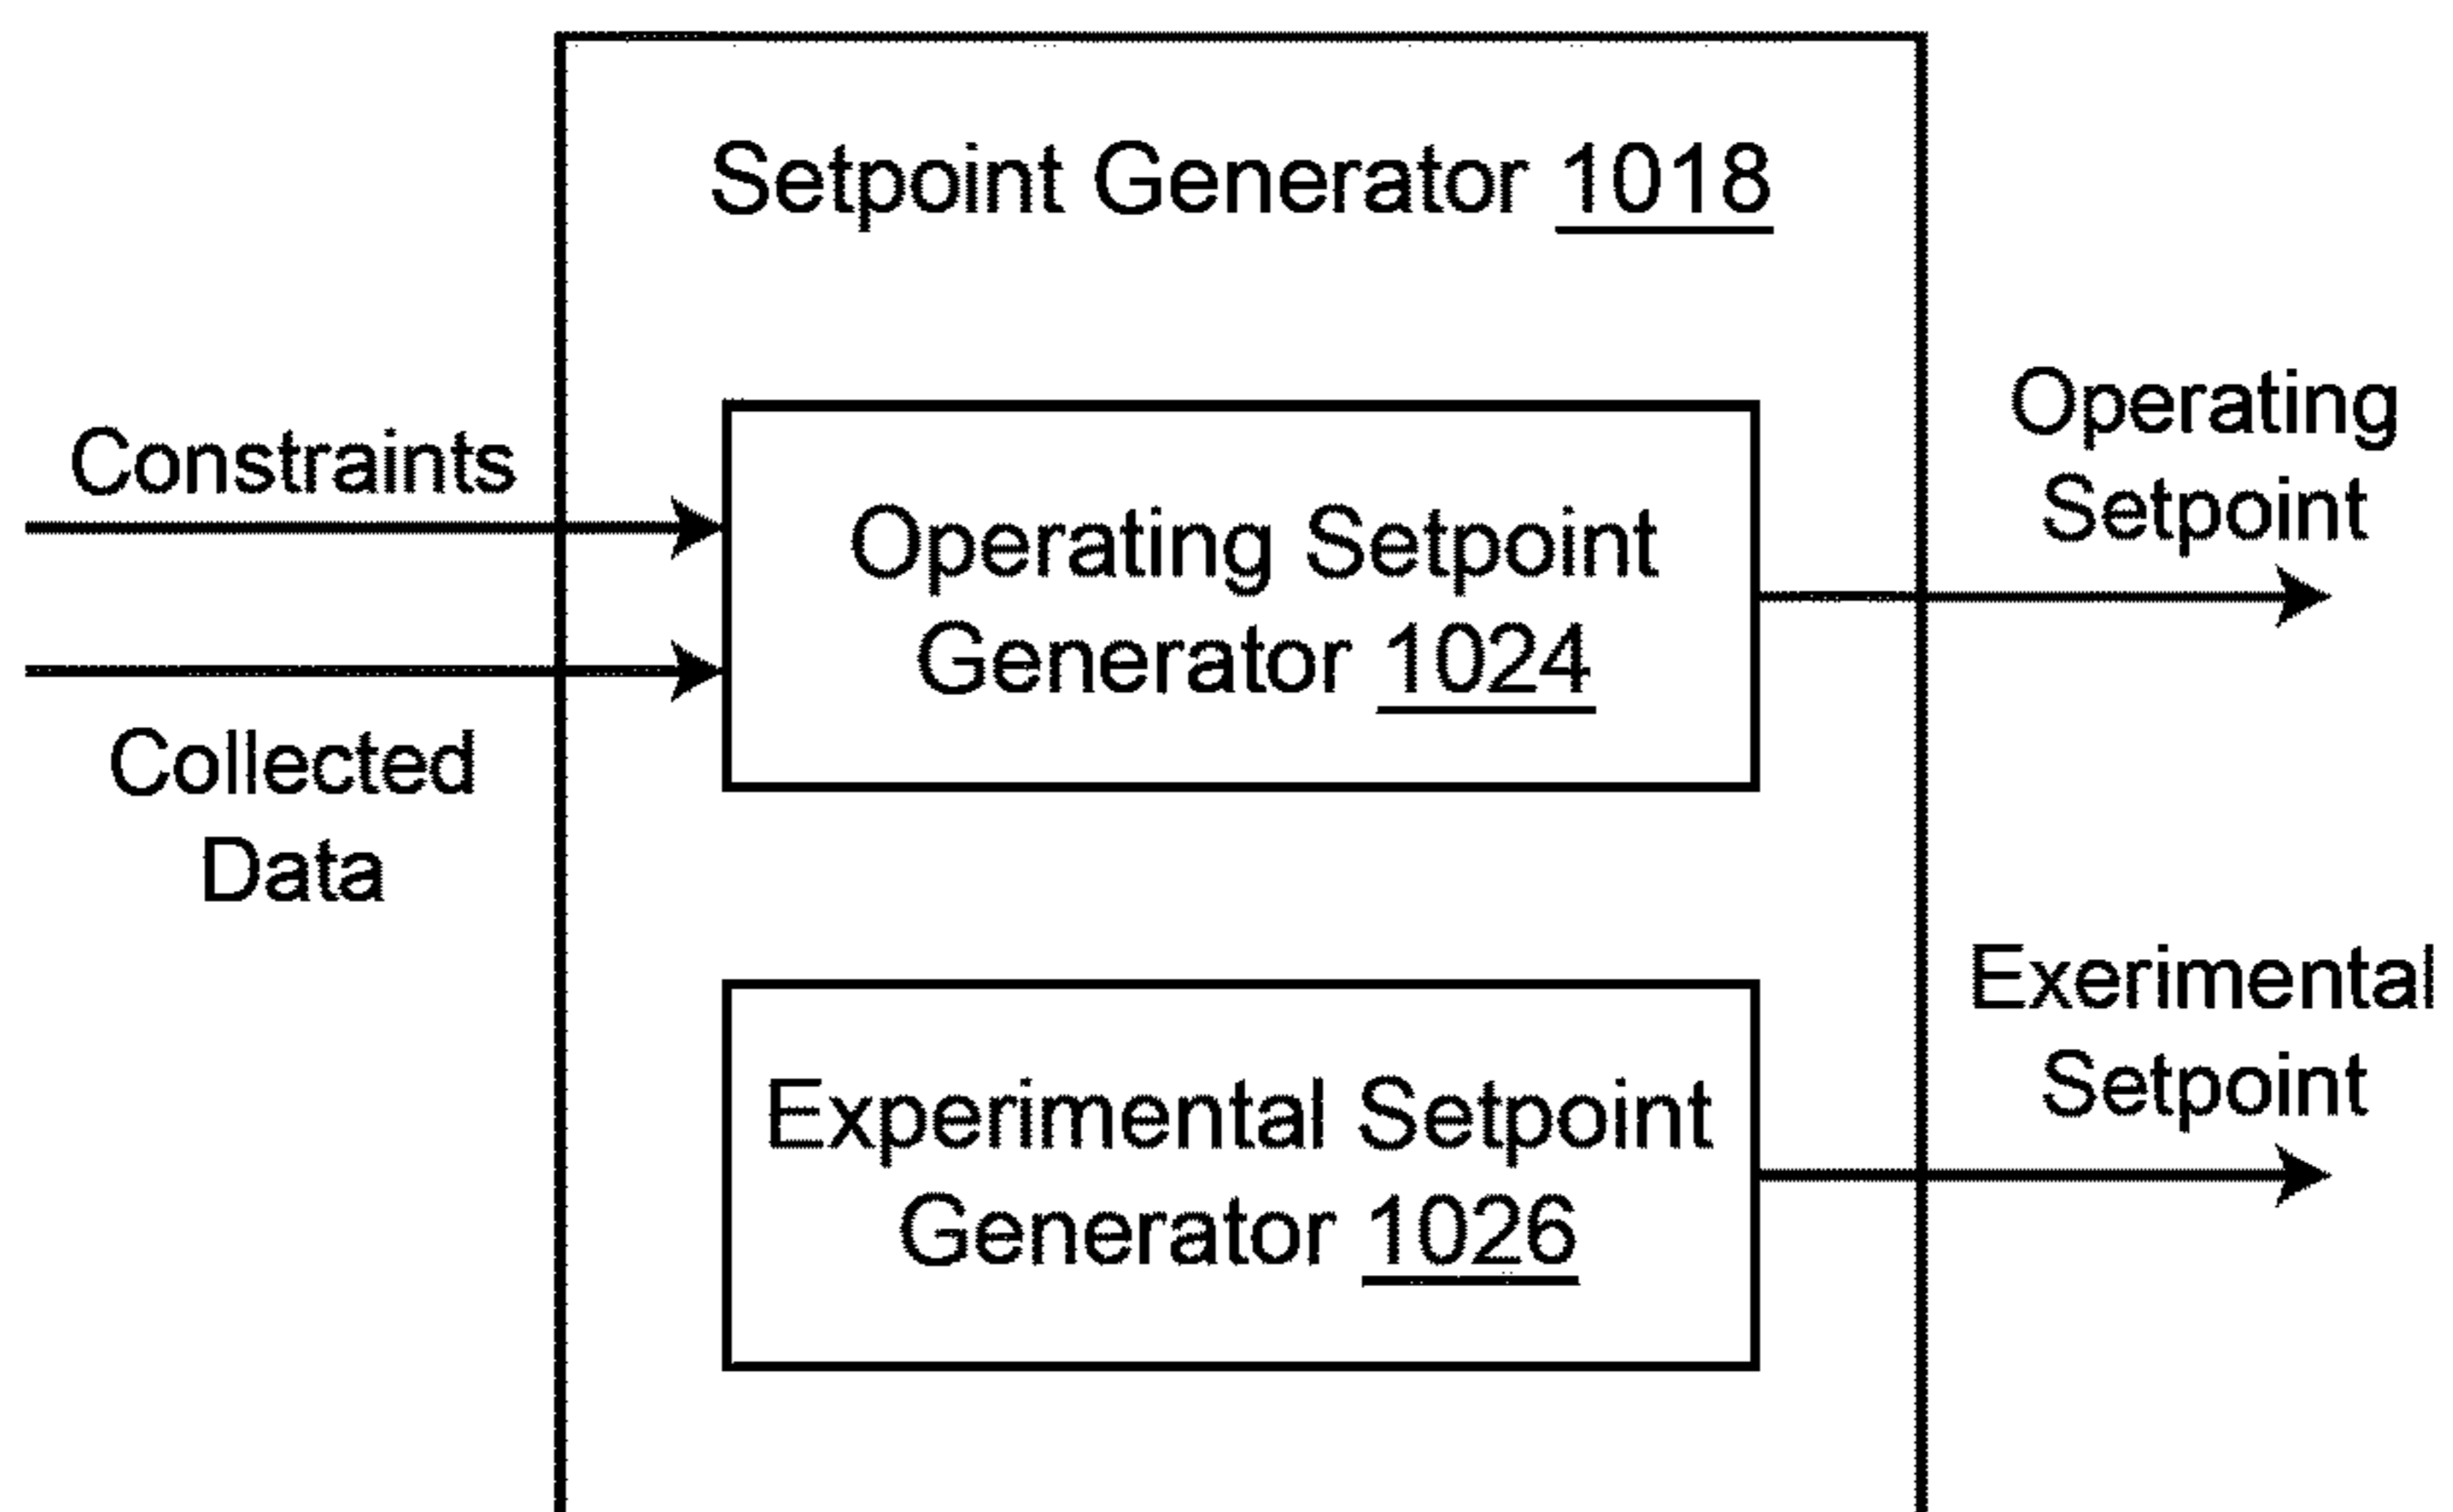 Setpoint Generator 1018
Constraints
Collected
Data
Operating Setpoint
Generator 1024
Operating
Setpoint
Experimental Setpoint
Generator 1026
Exerimental
Setpoint